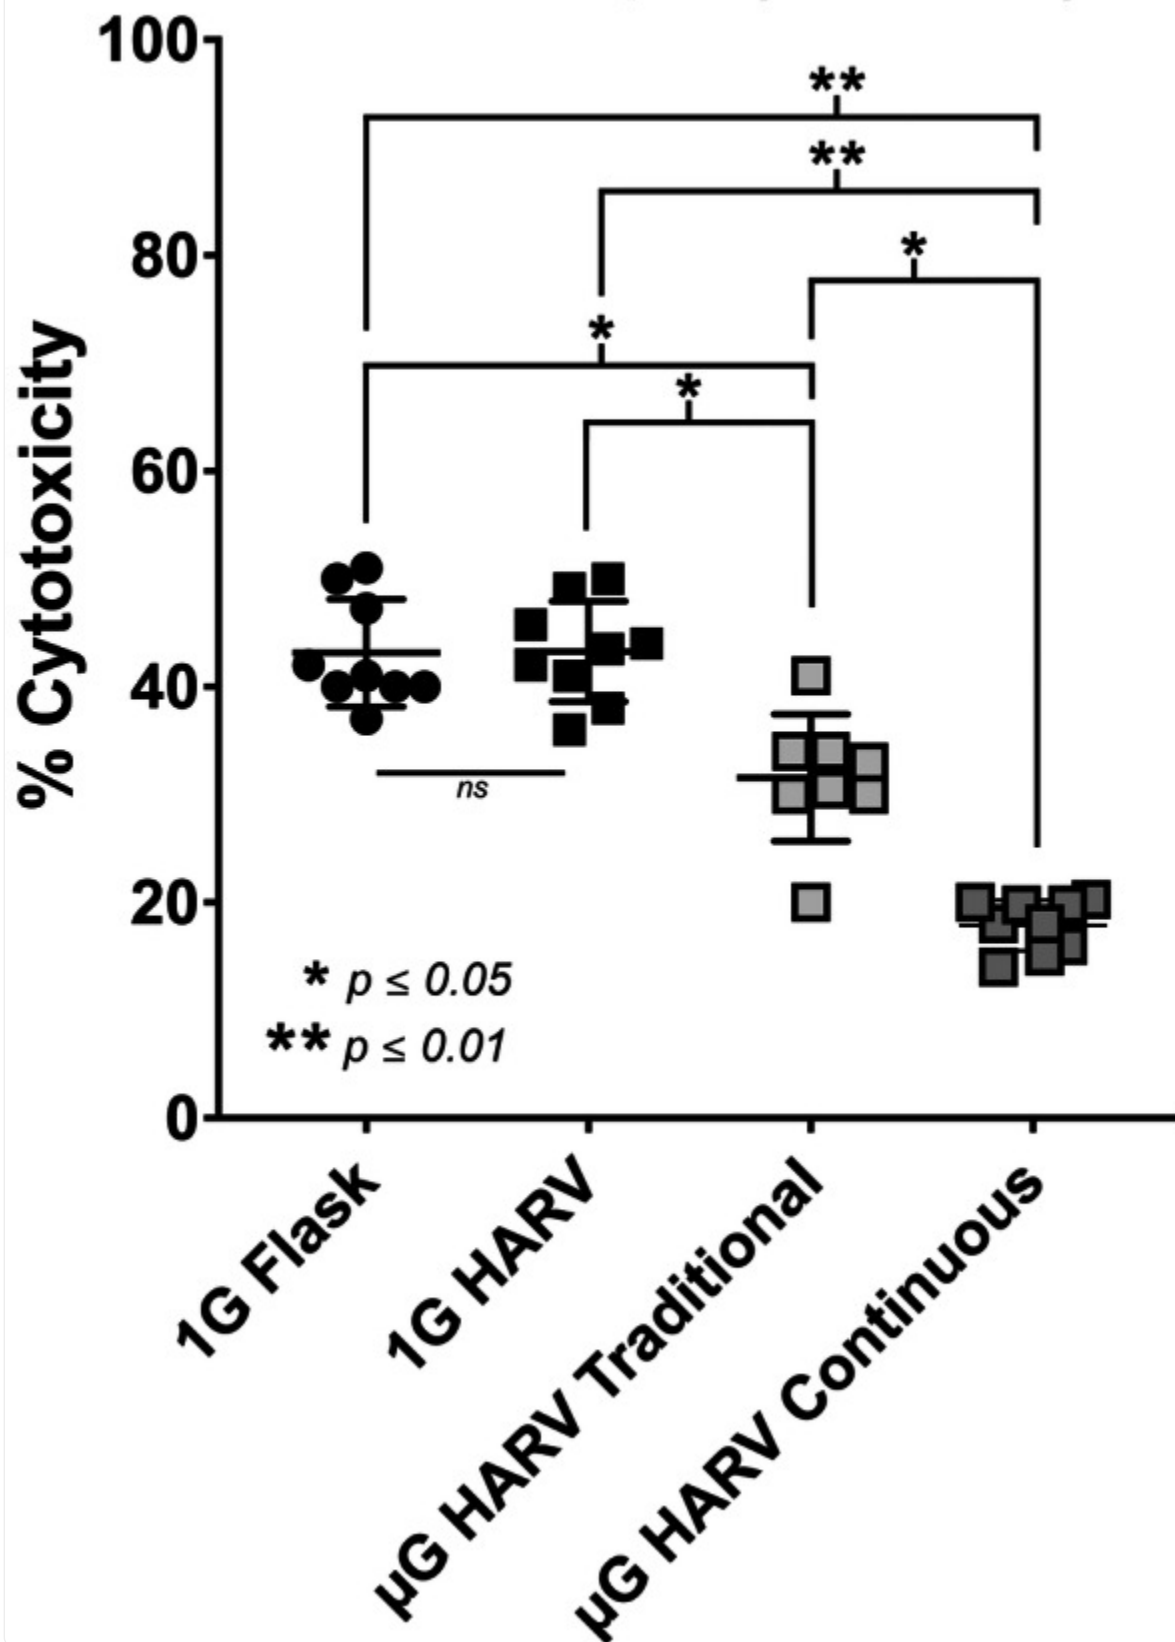 100
**
**
80
*
*
*
60
% Cytotoxicity
40
ns
20
* p ≤ 0.05
** p ≤ 0.01
0
1G Flask
1G HARV
µG HARV Traditional
µG HARV Continuous